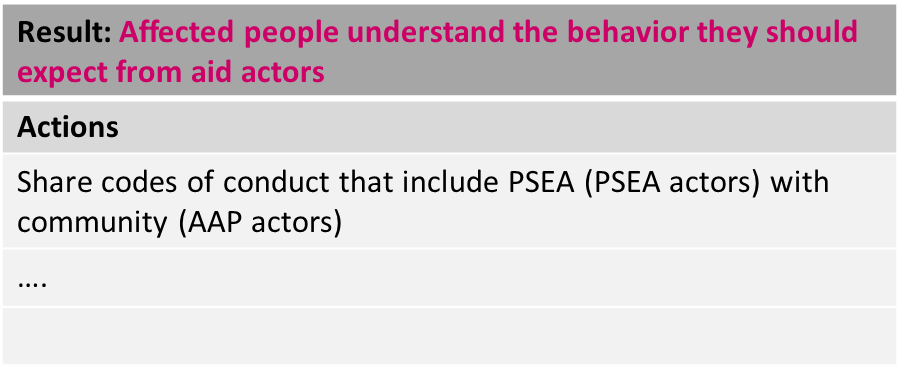 Result: Affected people understand the behavior they should
expect from aid actors
Actions
Share codes of conduct that include PSEA (PSEA actors) with
community (AAP actors)
....